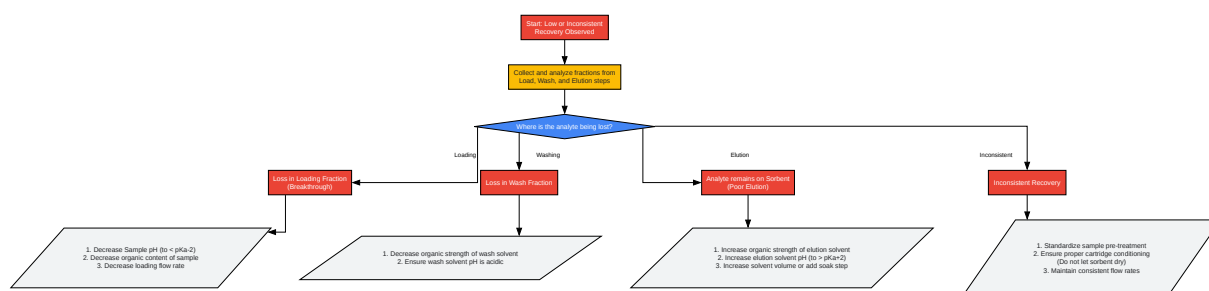 Start: Low or Inconsistent
Recovery Observed
Collect and analyze fractions from
Load, Wash, and Elution steps
Where is the analyte being lost?
Loading
Washing
Elution
Inconsistent
Loss in Loading Fraction
(Breakthrough)
Loss in Wash Fraction
Analyte remains on Sorbent
(Poor Elution)
Inconsistent Recovery
1. Decrease Sample pH (to < pKa-2)
2. Decrease organic content of sample
3. Decrease loading flow rate
1. Decrease organic strength of wash solvent
2. Ensure wash solvent pH is acidic
1. Increase organic strength of elution solvent
2. Increase elution solvent pH (to > pKa+2)
3. Increase solvent volume or add soak step
1. Standardize sample pre-treatment
2. Ensure proper cartridge conditioning
(Do not let sorbent dry)
3. Maintain consistent flow rates